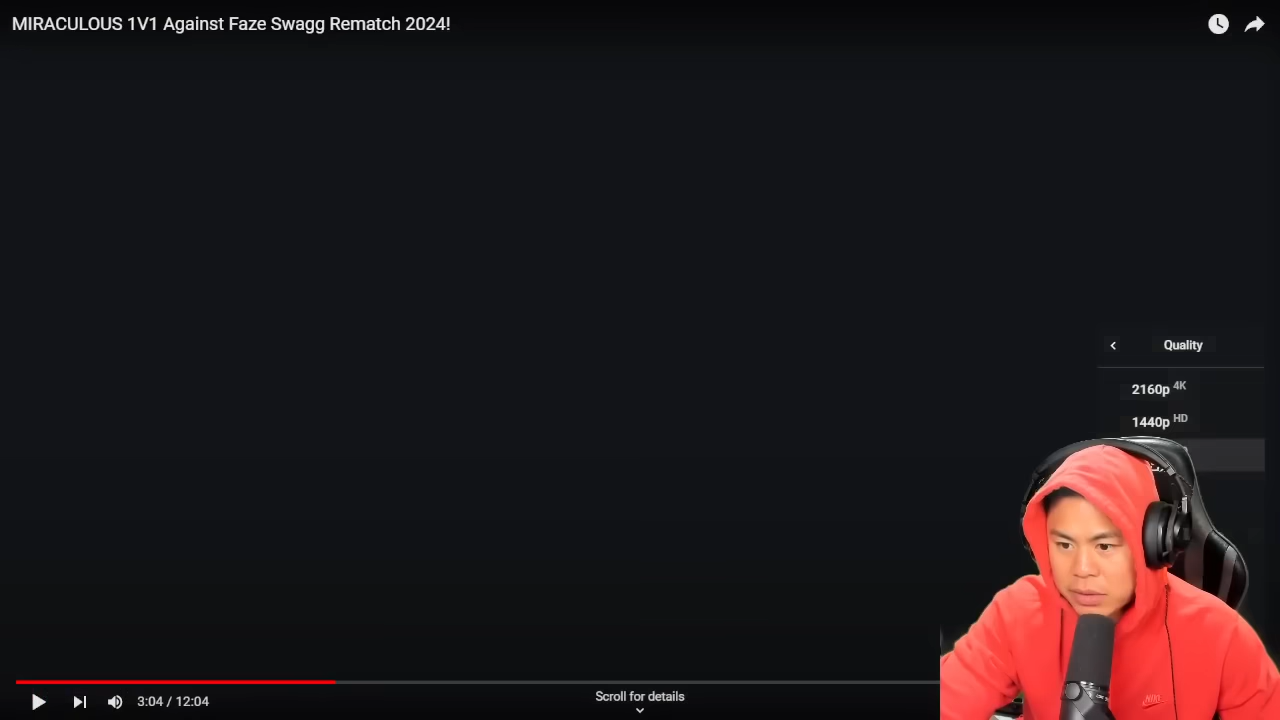 MIRACULOUS 1V1 Against Faze Swagg Rematch 2024!
Quality
2160p 4K
1440p HD
3:04 / 12:04
Scroll for details
NIKE